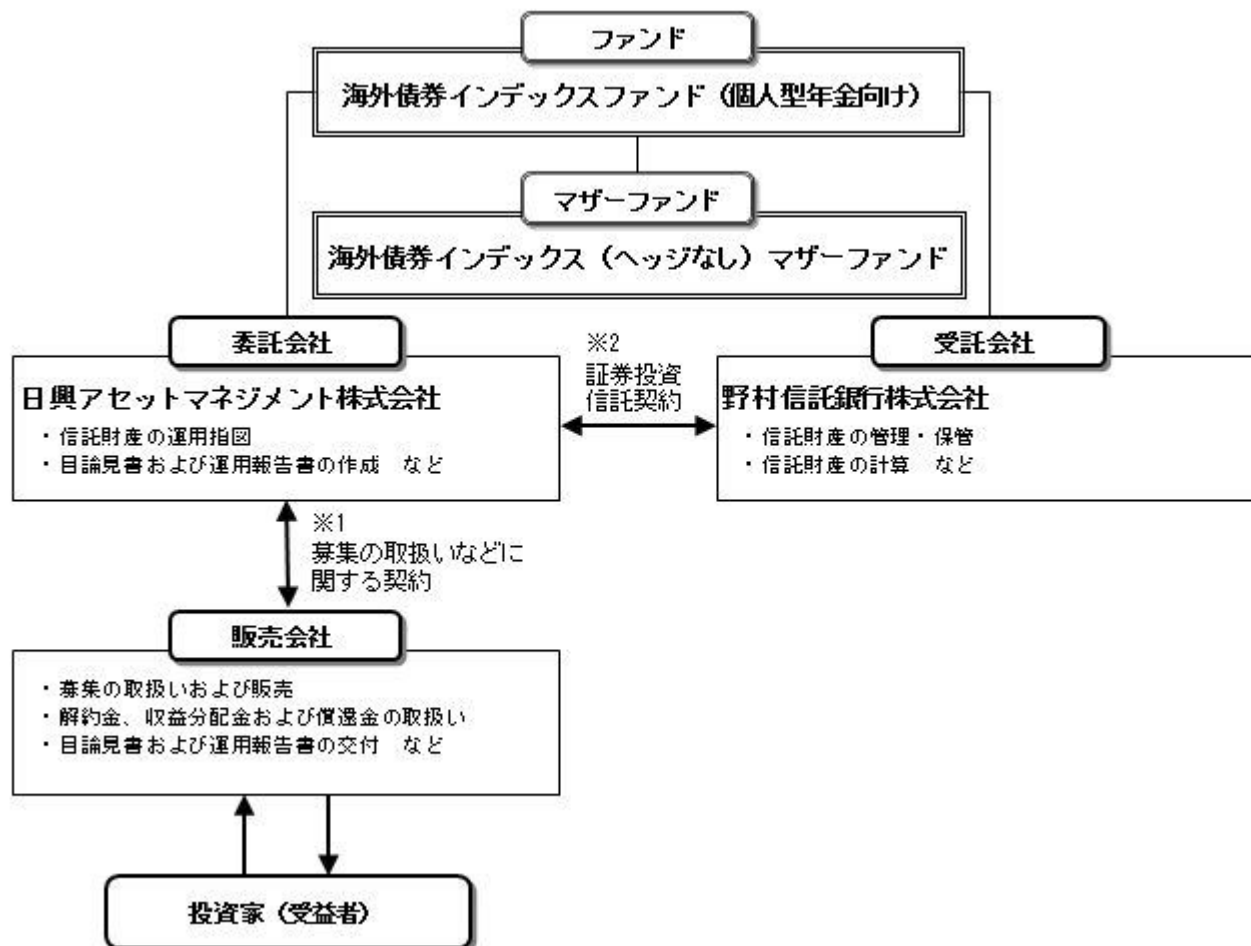 ファンド
海外債券インデックスファンド（個人型年金向け）
マザーファンド
海外債券インデックス（ヘッジなし）マザーファンド
委託会社
日興アセットマネジメント株式会社
・信託財産の運用指図
・目論見書および運用報告書の作成　など
※2
証券投資
信託契約
受託会社
野村信託銀行株式会社
・信託財産の管理・保管
・信託財産の計算　など
※1
募集の取扱いなどに
関する契約
販売会社
・募集の取扱いおよび販売
・解約金、収益分配金および償還金の取扱い
・目論見書および運用報告書の交付　など
投資家（受益者）